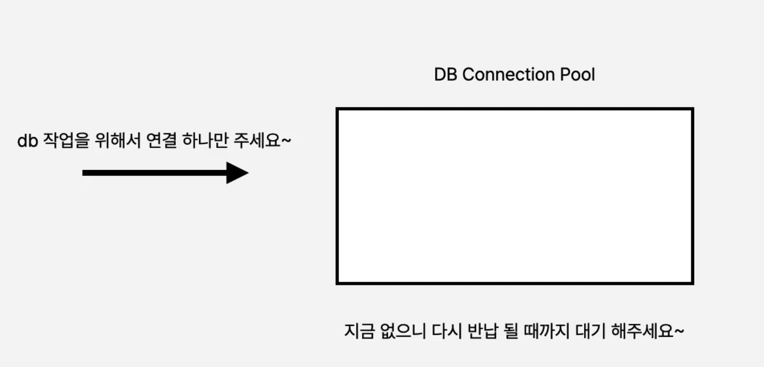 DB Connection Pool
db 작업을 위해서 연결 하나만 주세요~
지금 없으니 다시 반납 될 때까지 대기 해주세요~